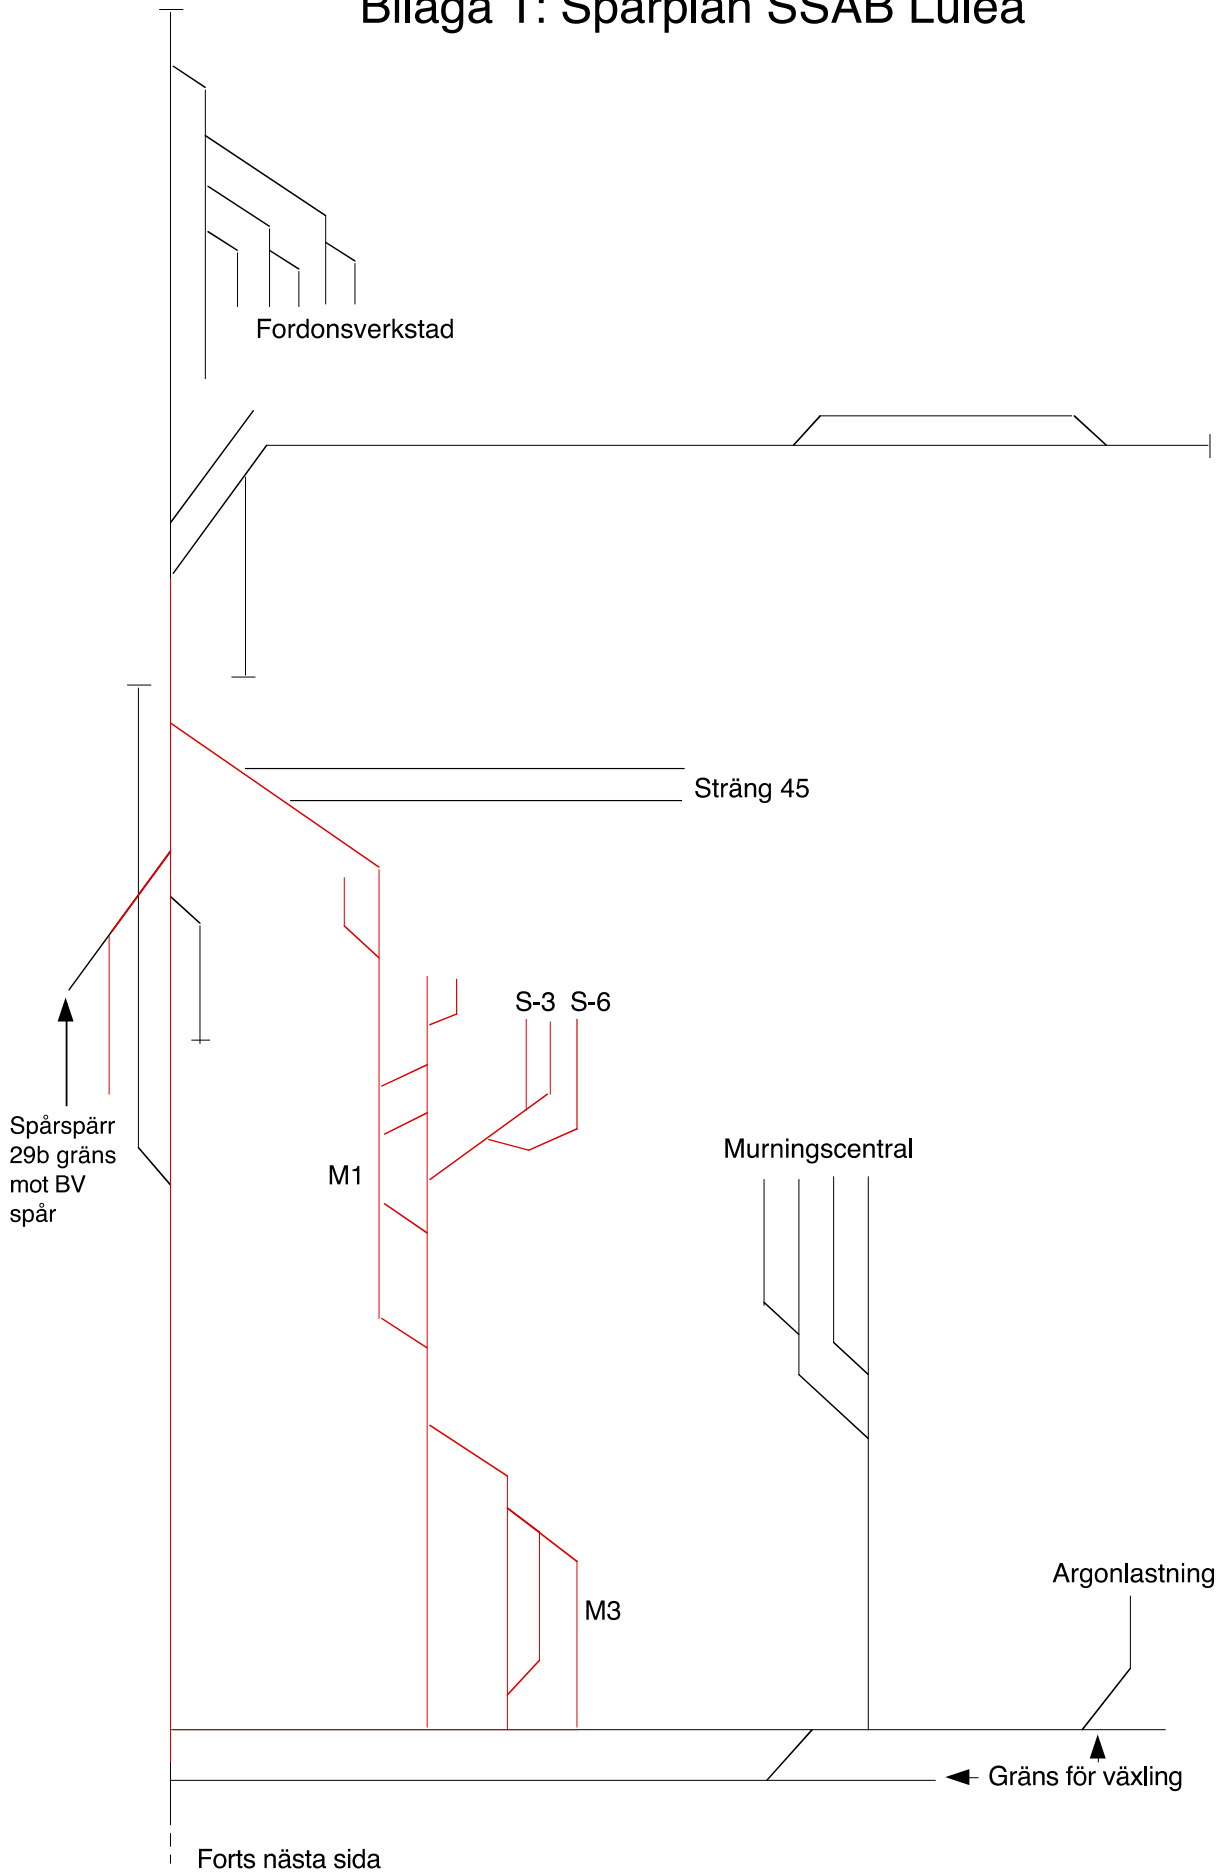 Bilaga 1: Spårplan SSAB Luleå
Fordonsverkstad
Sträng 45
S-3 S-6
Spårspärr
29b gräns
mot BV
spår
M1
Murningscentral
Argonlastning
M3
Gräns för växling
Forts nästa sida